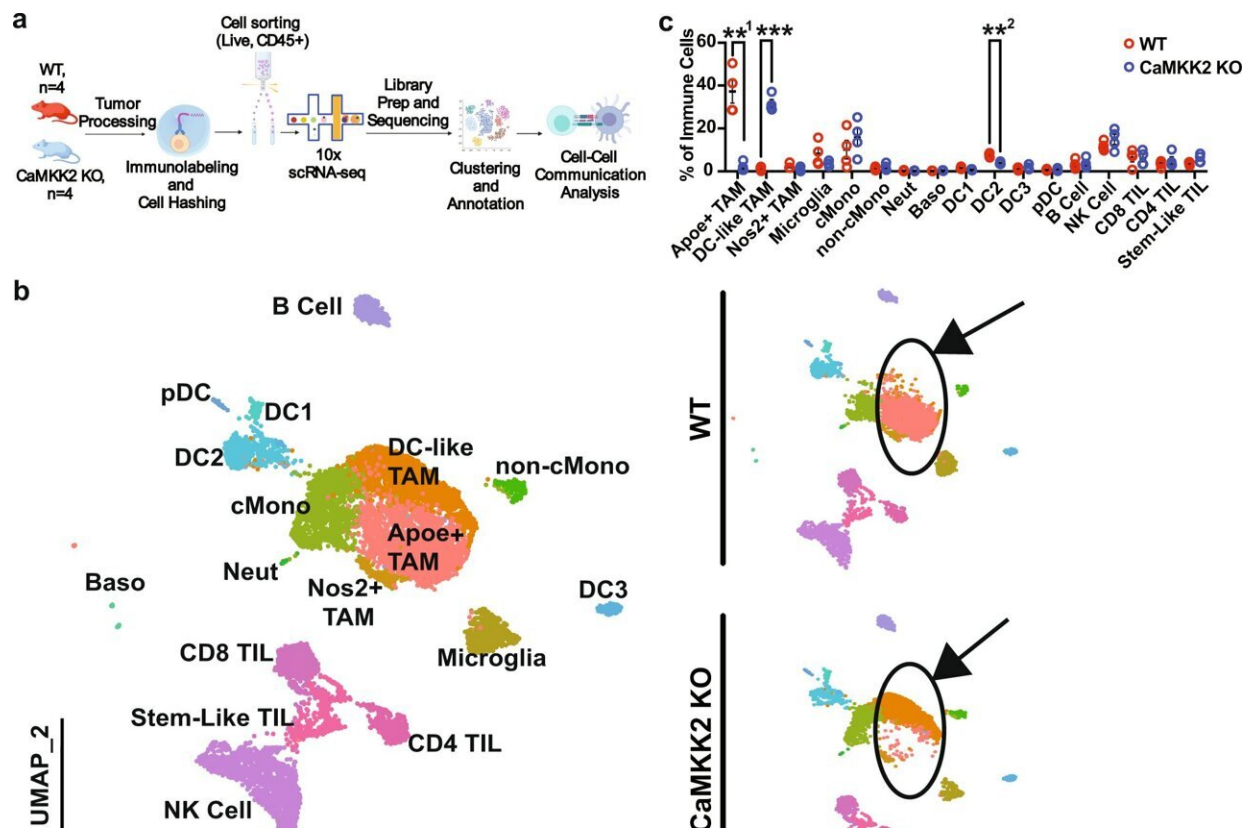 a
WT,
n=4
CaMKK2 KO,
n=4
Tumor
Processing
Immunolabeling
and
Cell Hashing
Cell sorting
(Live, CD45+)
10x
scRNA-seq
Library
Prep and
Sequencing
Clustering
and
Annotation
Cell-Cell
Communication
Analysis
c
% of Immune Cells
60
40
20
0
**1
***
**2
WT
CaMKK2 KO
Apoe+ TAM
DC-like TAM
Nos2+ TAM
Microglia
cMono
non-cMono
Neut
Baso
DC1
DC2
DC3
pDC
B Cell
NK Cell
CD8 TIL
CD4 TIL
Stem-Like TIL
b
B Cell
pDC
DC1
DC2
DC-like
TAM
non-cMono
cMono
Apoe+
TAM
Neut
Nos2+
TAM
Baso
DC3
Microglia
CD8 TIL
Stem-Like TIL
CD4 TIL
NK Cell
UMAP_2
WT
CaMKK2 KO